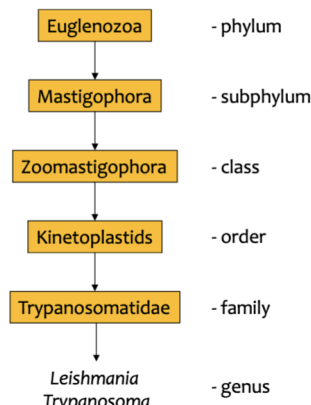 Euglenozoa - phylum
Mastigophora - subphylum
Zoomastigophora - class
Kinetoplastids - order
Trypanosomatidae - family
Leishmania
- genus
Trypanosoma